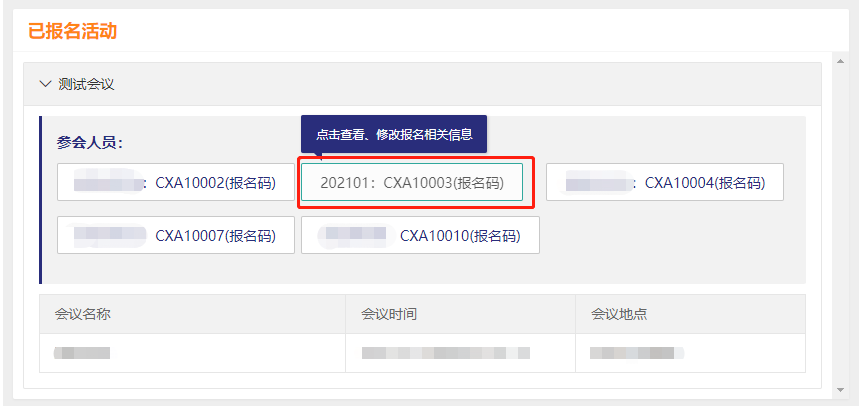 已报名活动
测试会议
点击查看、修改报名相关信息
参会人员：
： CXA10002(报名码)
202101：CXA10003(报名码)
： CXA10004(报名码)
CXA10007(报名码)
CXA10010(报名码)
会议名称 会议时间 会议地点